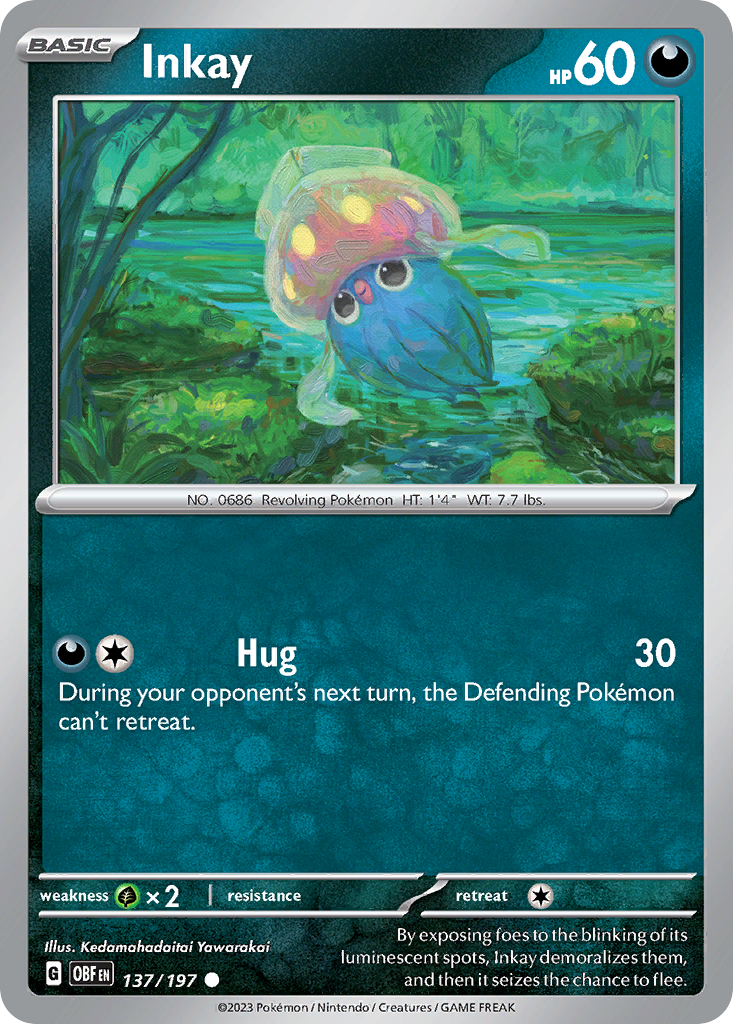 BASIC
Inkay
HP 60
NO. 0686 Revolving Pokémon HT: 1'4" WT: 7.7 lbs.
Hug 30
During your opponent's next turn, the Defending Pokémon
can't retreat.
weakness ×2 resistance retreat
Illus. Kedamahadaitai Yawarakai
G OBF EN 137/197
By exposing foes to the blinking of its
luminescent spots, Inkay demoralizes them,
and then it seizes the chance to flee.
©2023 Pokémon / Nintendo / Creatures / GAME FREAK